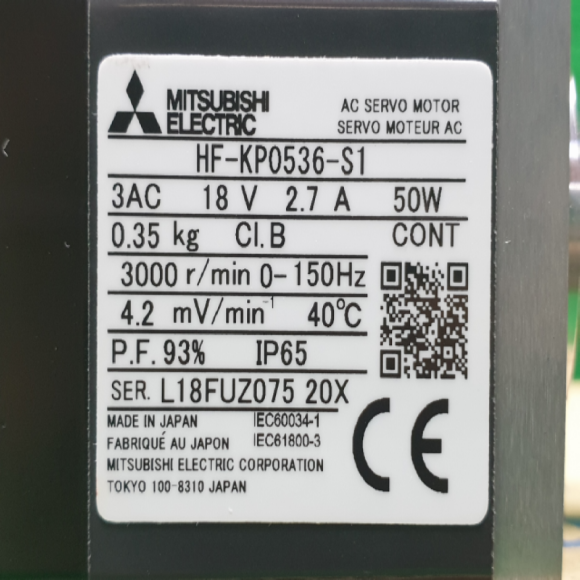 MITSUBISHI
ELECTRIC
AC SERVO MOTOR
SERVO MOTEUR AC
HF-KP0536-S1
3AC 18 V 2.7 A 50W
0.35 kg CI.B CONT
3000 r/min 0-150Hz
4.2 mV/min⁻¹ 40℃
P.F. 93% IP65
SER. L18FUZ075 20X
MADE IN JAPAN IEC60034-1
FABRIQUÉ AU JAPON IEC61800-3
MITSUBISHI ELECTRIC CORPORATION
TOKYO 100-8310 JAPAN
CE